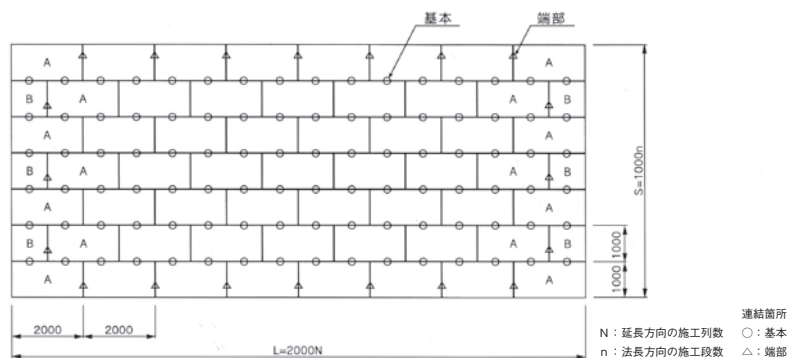 基本 端部
A A
B A A B
A A
B A A B
A A
B A A B
A A
S=1000n
1000
1000
2000 2000
L=2000N
連結箇所
N：延長方向の施工列数 ○：基本
n：法長方向の施工段数 △：端部